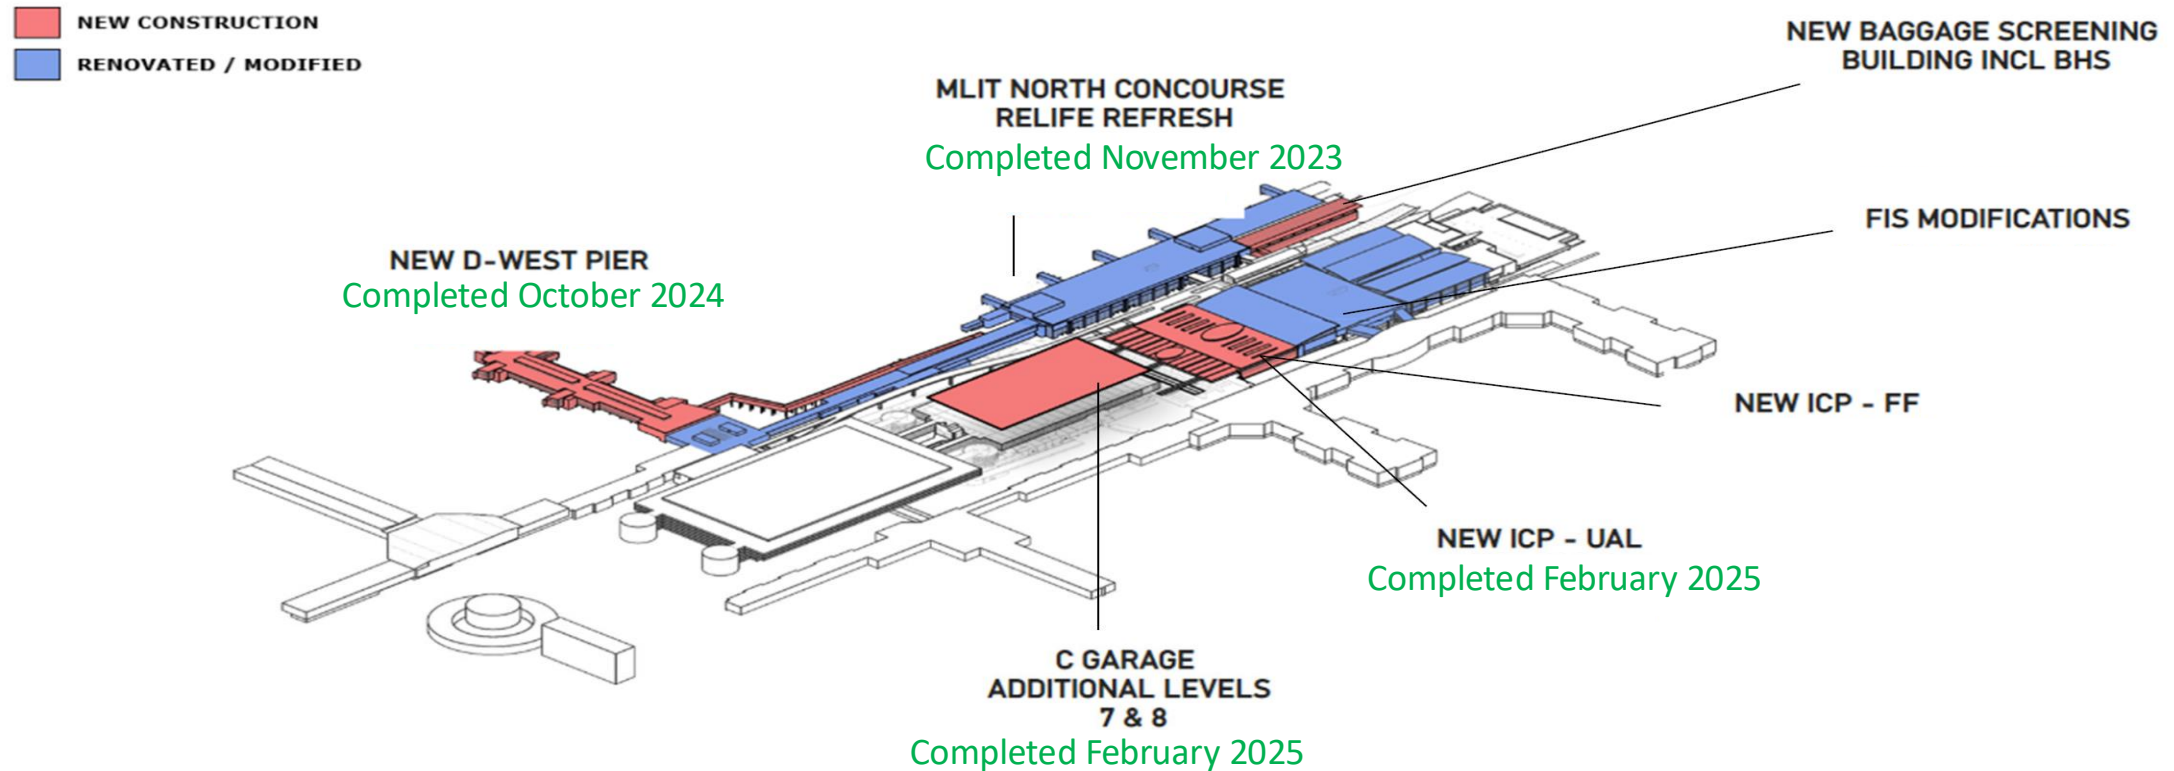 NEW CONSTRUCTION
RENOVATED / MODIFIED
NEW BAGGAGE SCREENING
BUILDING INCL BHS
MLIT NORTH CONCOURSE
RELIFE REFRESH
Completed November 2023
FIS MODIFICATIONS
NEW D-WEST PIER
Completed October 2024
NEW ICP - FF
NEW ICP - UAL
Completed February 2025
C GARAGE
ADDITIONAL LEVELS
7 & 8
Completed February 2025